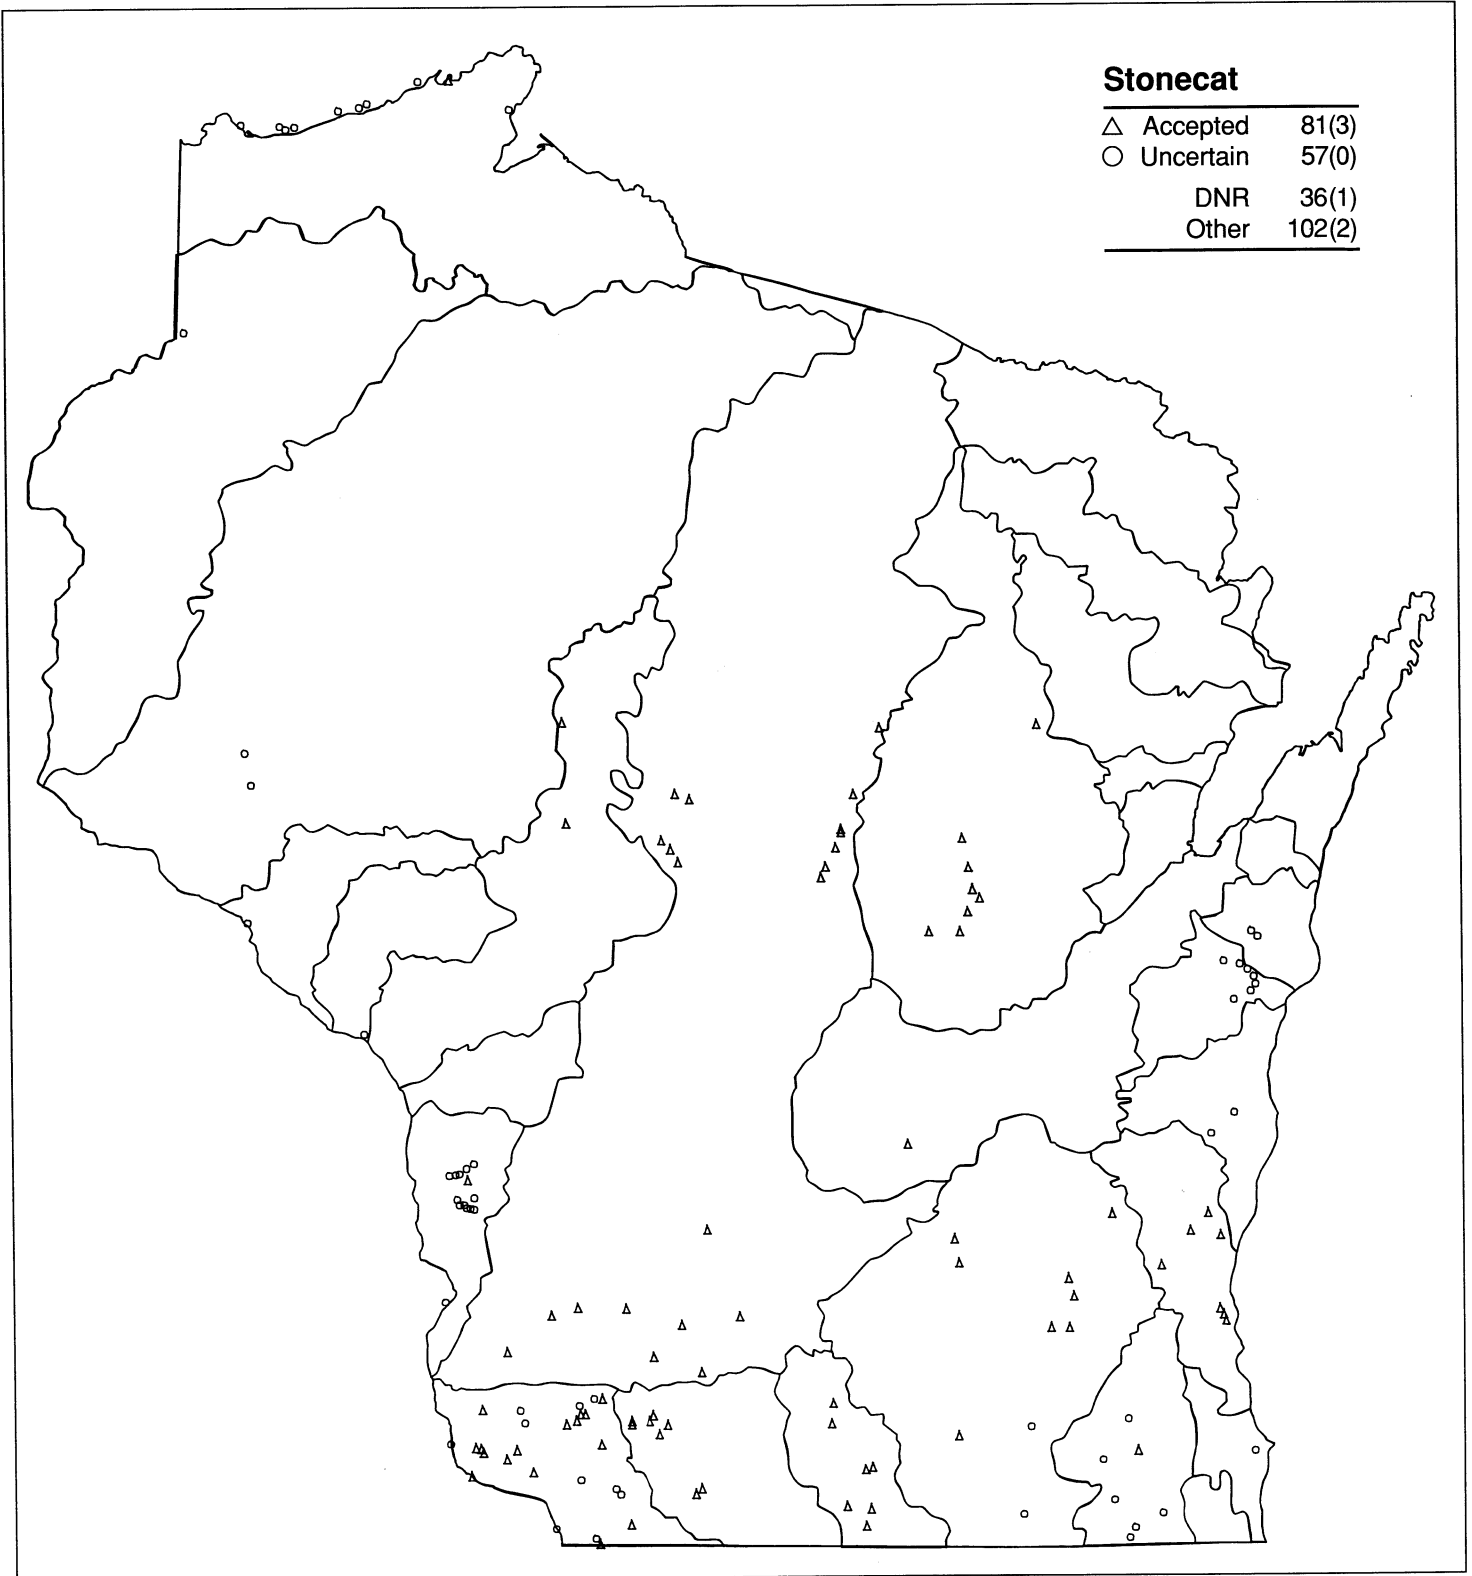 Stonecat
△ Accepted 81(3)
○ Uncertain 57(0)
DNR 36(1)
Other 102(2)